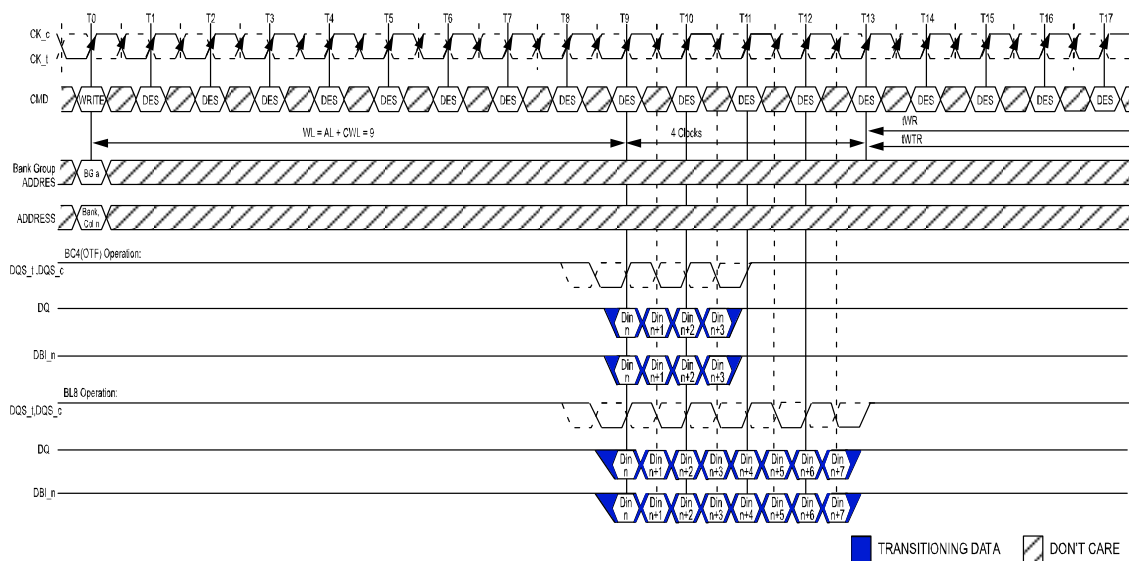 T0 T1 T2 T3 T4 T5 T6 T7 T8 T9 T10 T11 T12 T13 T14 T15 T16 T17
CK_c
CK_t
CMD WRITE DES DES DES DES DES DES DES DES DES DES DES DES DES DES DES DES DES
WL = AL + CWL = 9 4 Clocks tWR
tWTR
Bank Group
ADDRES
BG a
ADDRESS
Bank,
Col n
BC4(OTF) Operation:
DQS_t ,DQS_c
DQ
Din n Din n+1 Din n+2 Din n+3
DBI_n
Din n Din n+1 Din n+2 Din n+3
BL8 Operation:
DQS_t,DQS_c
DQ
Din n Din n+1 Din n+2 Din n+3 Din n+4 Din n+5 Din n+6 Din n+7
DBI_n
Din n Din n+1 Din n+2 Din n+3 Din n+4 Din n+5 Din n+6 Din n+7
TRANSITIONING DATA DON'T CARE